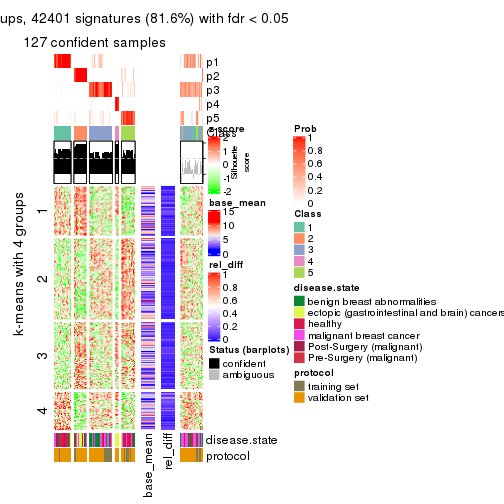 ups, 42401 signatures (81.6%) with fdr < 0.05
127 confident samples
p1
p2
p3
p4
p5
Class
Silhouette
score
1
2
3
4
k-means with 4 groups
disease.state
protocol
base_mean
rel_diff
z-score
2
1
0
-1
-2
base_mean
15
10
5
0
rel_diff
1
0.8
0.6
0.4
0.2
0
Status (barplots)
confident
ambiguous
Prob
1
0.8
0.6
0.4
0.2
0
Class
1
2
3
4
5
disease.state
benign breast abnormalities
ectopic (gastrointestinal and brain) cancers
healthy
malignant breast cancer
Post-Surgery (malignant)
Pre-Surgery (malignant)
protocol
training set
validation set